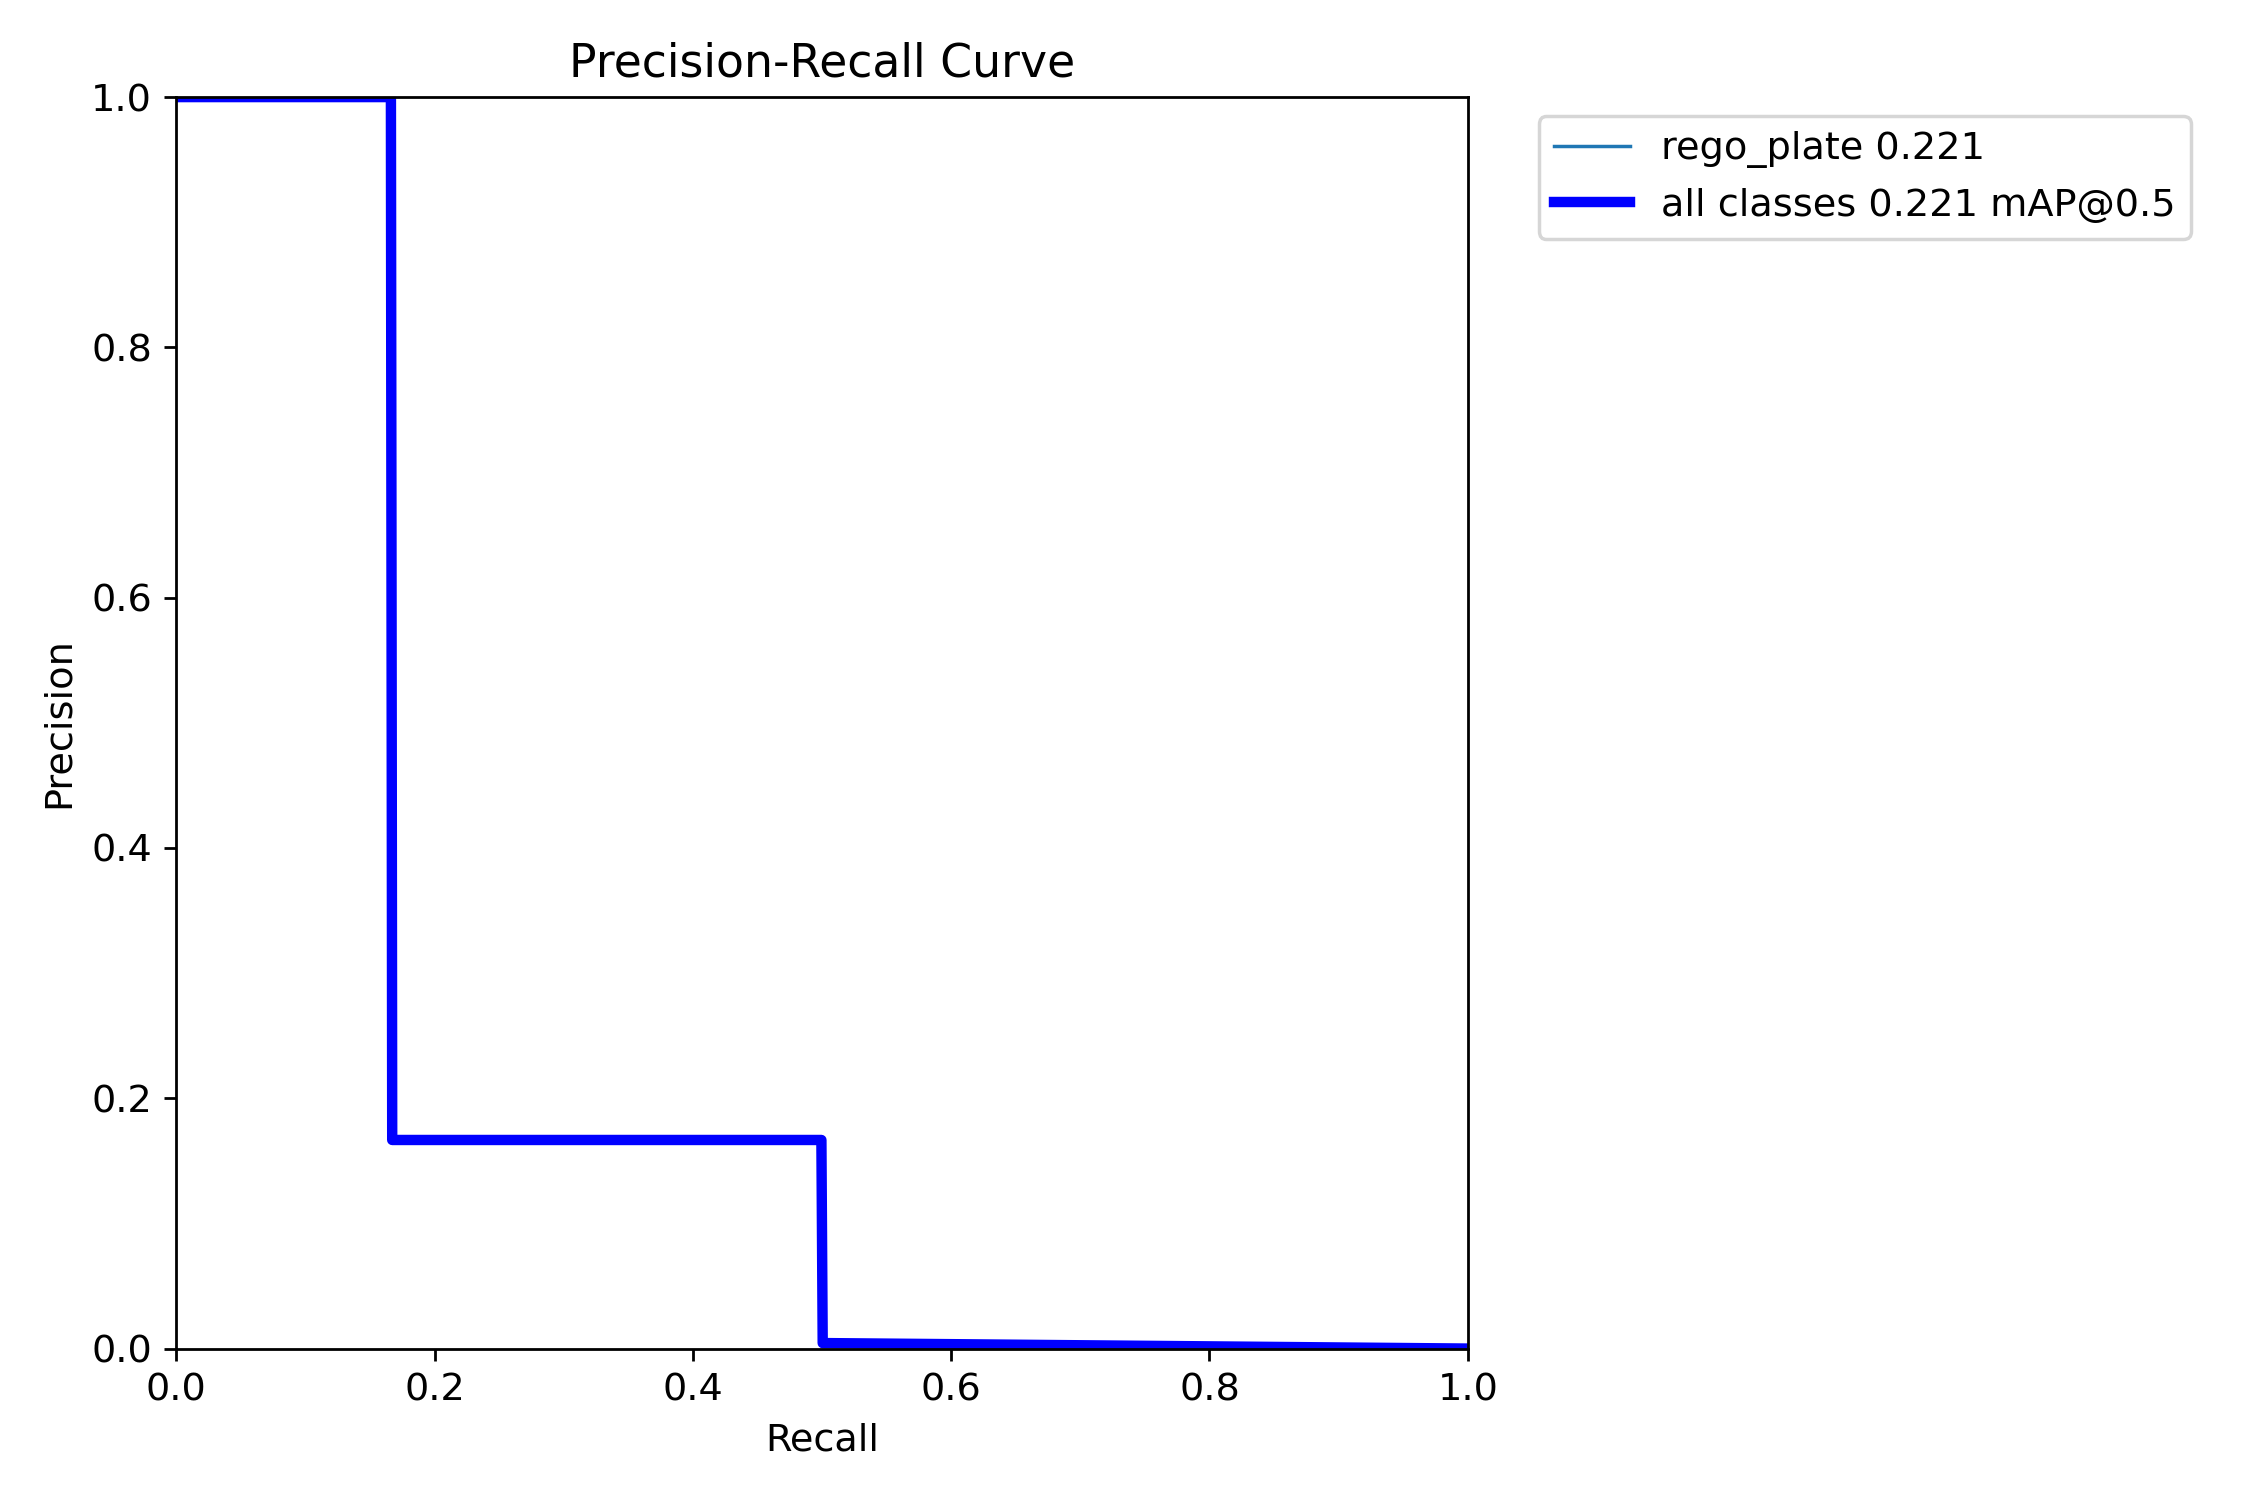 Precision-Recall Curve
1.0
0.8
0.6
0.4
0.2
0.0
Precision
0.0 0.2 0.4 0.6 0.8 1.0
Recall
rego_plate 0.221
all classes 0.221 mAP@0.5